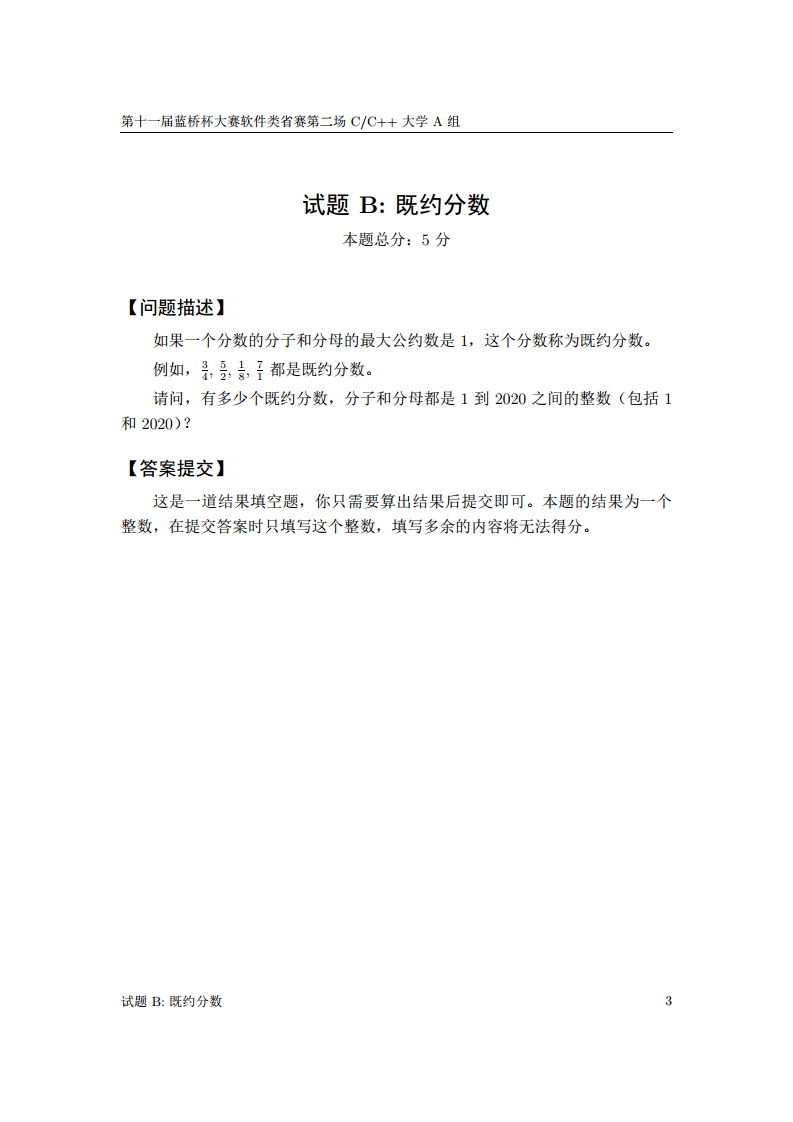 第十一届蓝桥杯大赛软件类省赛第二场 C/C++ 大学 A 组
试题 B: 既约分数
本题总分：5 分
【问题描述】
如果一个分数的分子和分母的最大公约数是 1，这个分数称为既约分数。
例如，3/4, 5/2, 1/8, 7/1 都是既约分数。
请问，有多少个既约分数，分子和分母都是 1 到 2020 之间的整数（包括 1
和 2020）？
【答案提交】
这是一道结果填空题，你只需要算出结果后提交即可。本题的结果为一个
整数，在提交答案时只填写这个整数，填写多余的内容将无法得分。
试题 B: 既约分数 3